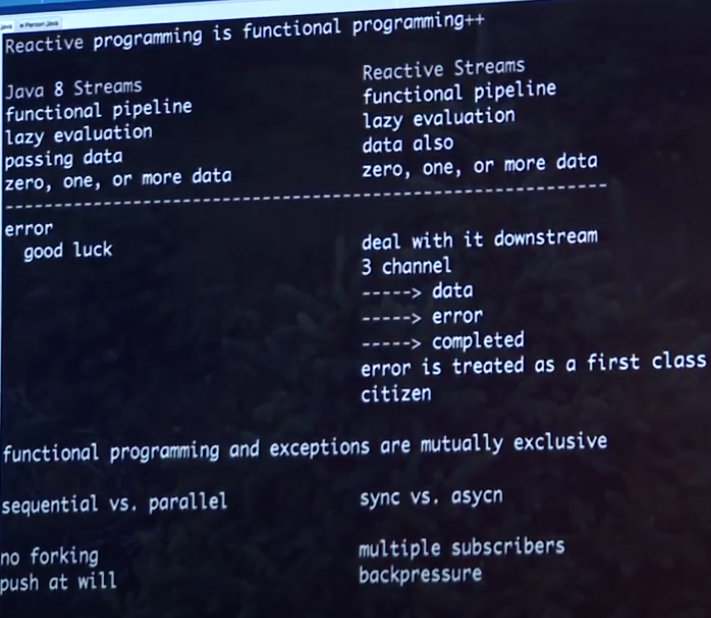 Person.java
Reactive programming is functional programming++
Java 8 Streams
functional pipeline
lazy evaluation
passing data
zero, one, or more data
Reactive Streams
functional pipeline
lazy evaluation
data also
zero, one, or more data
------------------------------------------------------------
error
good luck
deal with it downstream
3 channel
-----> data
-----> error
-----> completed
error is treated as a first class
citizen
functional programming and exceptions are mutually exclusive
sequential vs. parallel
sync vs. asycn
no forking
push at will
multiple subscribers
backpressure